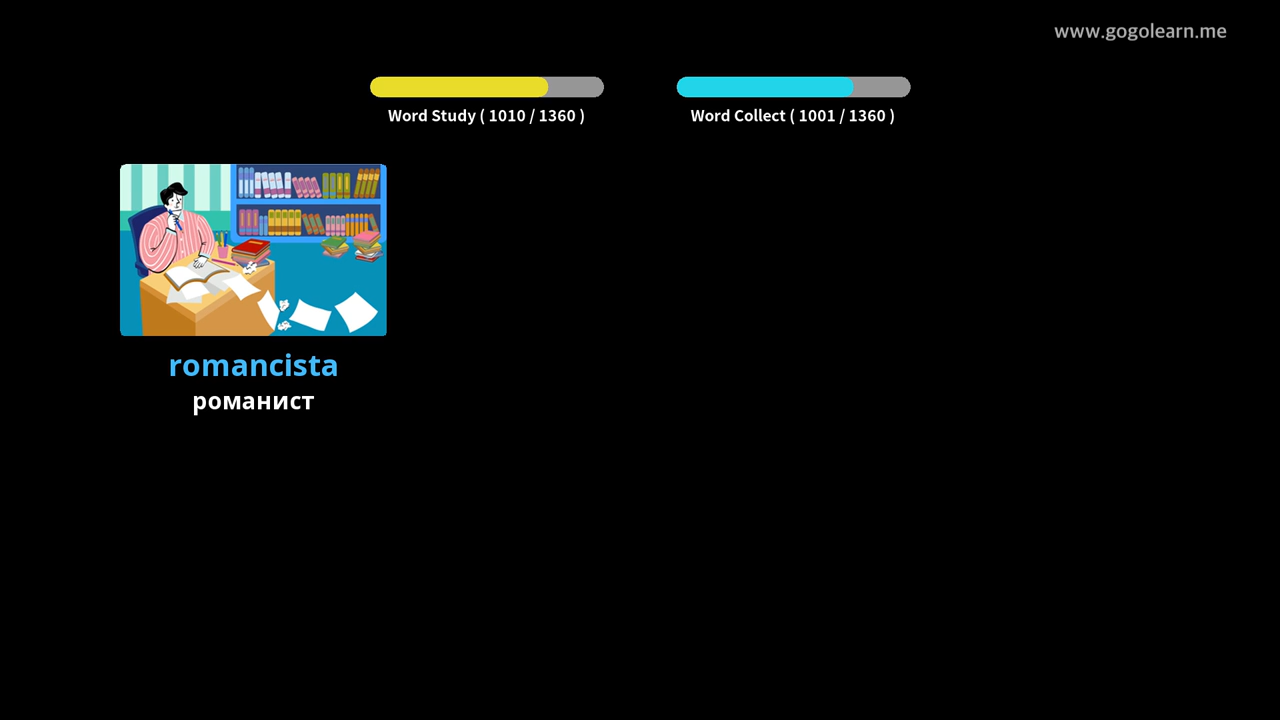 www.gogolearn.me
Word Study ( 1010 / 1360 )
Word Collect ( 1001 / 1360 )
romancista
романист